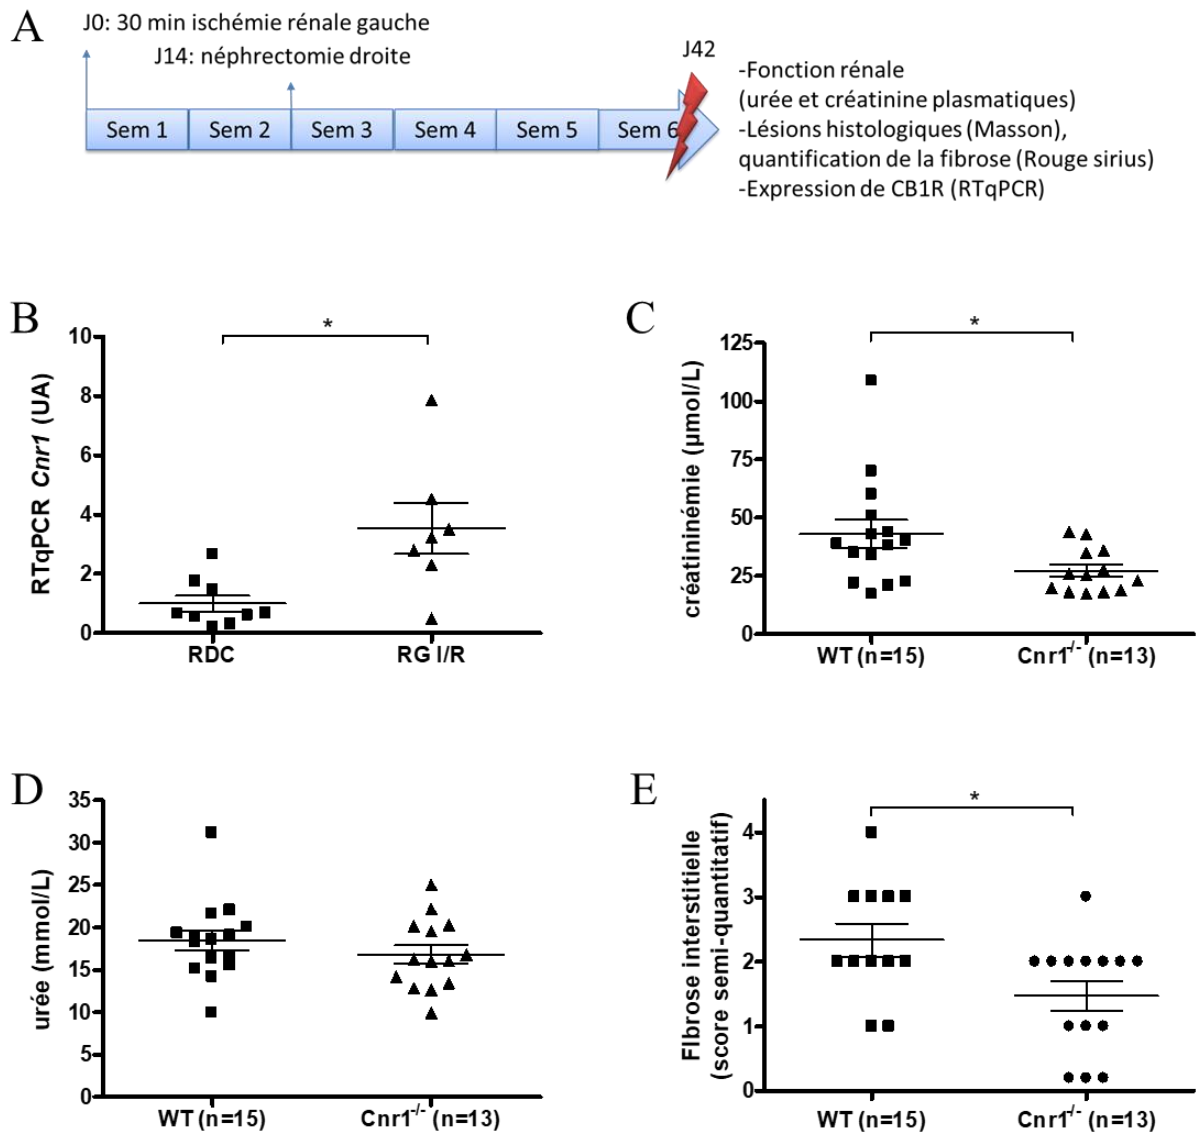 A
J0: 30 min ischémie rénale gauche
J14: néphrectomie droite
J42
Sem 1 Sem 2 Sem 3 Sem 4 Sem 5 Sem 6
-Fonction rénale
(urée et créatinine plasmatiques)
-Lésions histologiques (Masson),
quantification de la fibrose (Rouge sirius)
-Expression de CB1R (RTqPCR)
B
RTqPCR Cnr1 (UA)
10
8
6
4
2
0
*
RDC RG I/R
C
créatininémie (µmol/L)
125
100
75
50
25
0
*
WT (n=15) Cnr1-/- (n=13)
D
urée (mmol/L)
35
30
25
20
15
10
5
0
WT (n=15) Cnr1-/- (n=13)
E
FIbrose interstitielle
(score semi-quantitatif)
4
3
2
1
0
*
WT (n=15) Cnr1-/- (n=13)